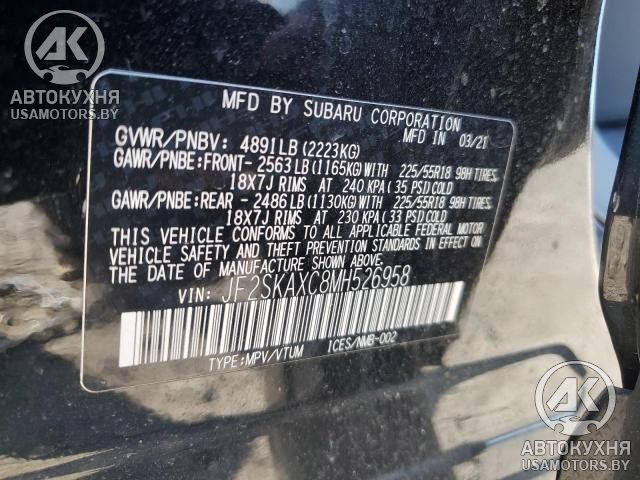 АК
АВТОКУХНЯ
USAMOTORS.BY
MFD BY SUBARU CORPORATION
MFD IN 03/21
GVWR/PNBV: 4891LB (2223KG)
GAWR/PNBE:FRONT-2563LB(1165KG)WITH 225/55R18 98H TIRES,
18X7J RIMS AT 240 KPA(35 PSI)COLD
GAWR/PNBE:REAR -2486LB(1130KG)WITH 225/55R18 98H TIRES,
18X7J RIMS AT 230 KPA(33 PSI)COLD
THIS VEHICLE CONFORMS TO ALL APPLICABLE FEDERAL MOTOR
VEHICLE SAFETY AND THEFT PREVENTION STANDARDS IN EFFECT ON
THE DATE OF MANUFACTURE SHOWN ABOVE.
VIN: JF2SKAXC8MH526958
TYPE:MPV/VTUM ICES/NMB-002
АК
АВТОКУХНЯ
USAMOTORS.BY